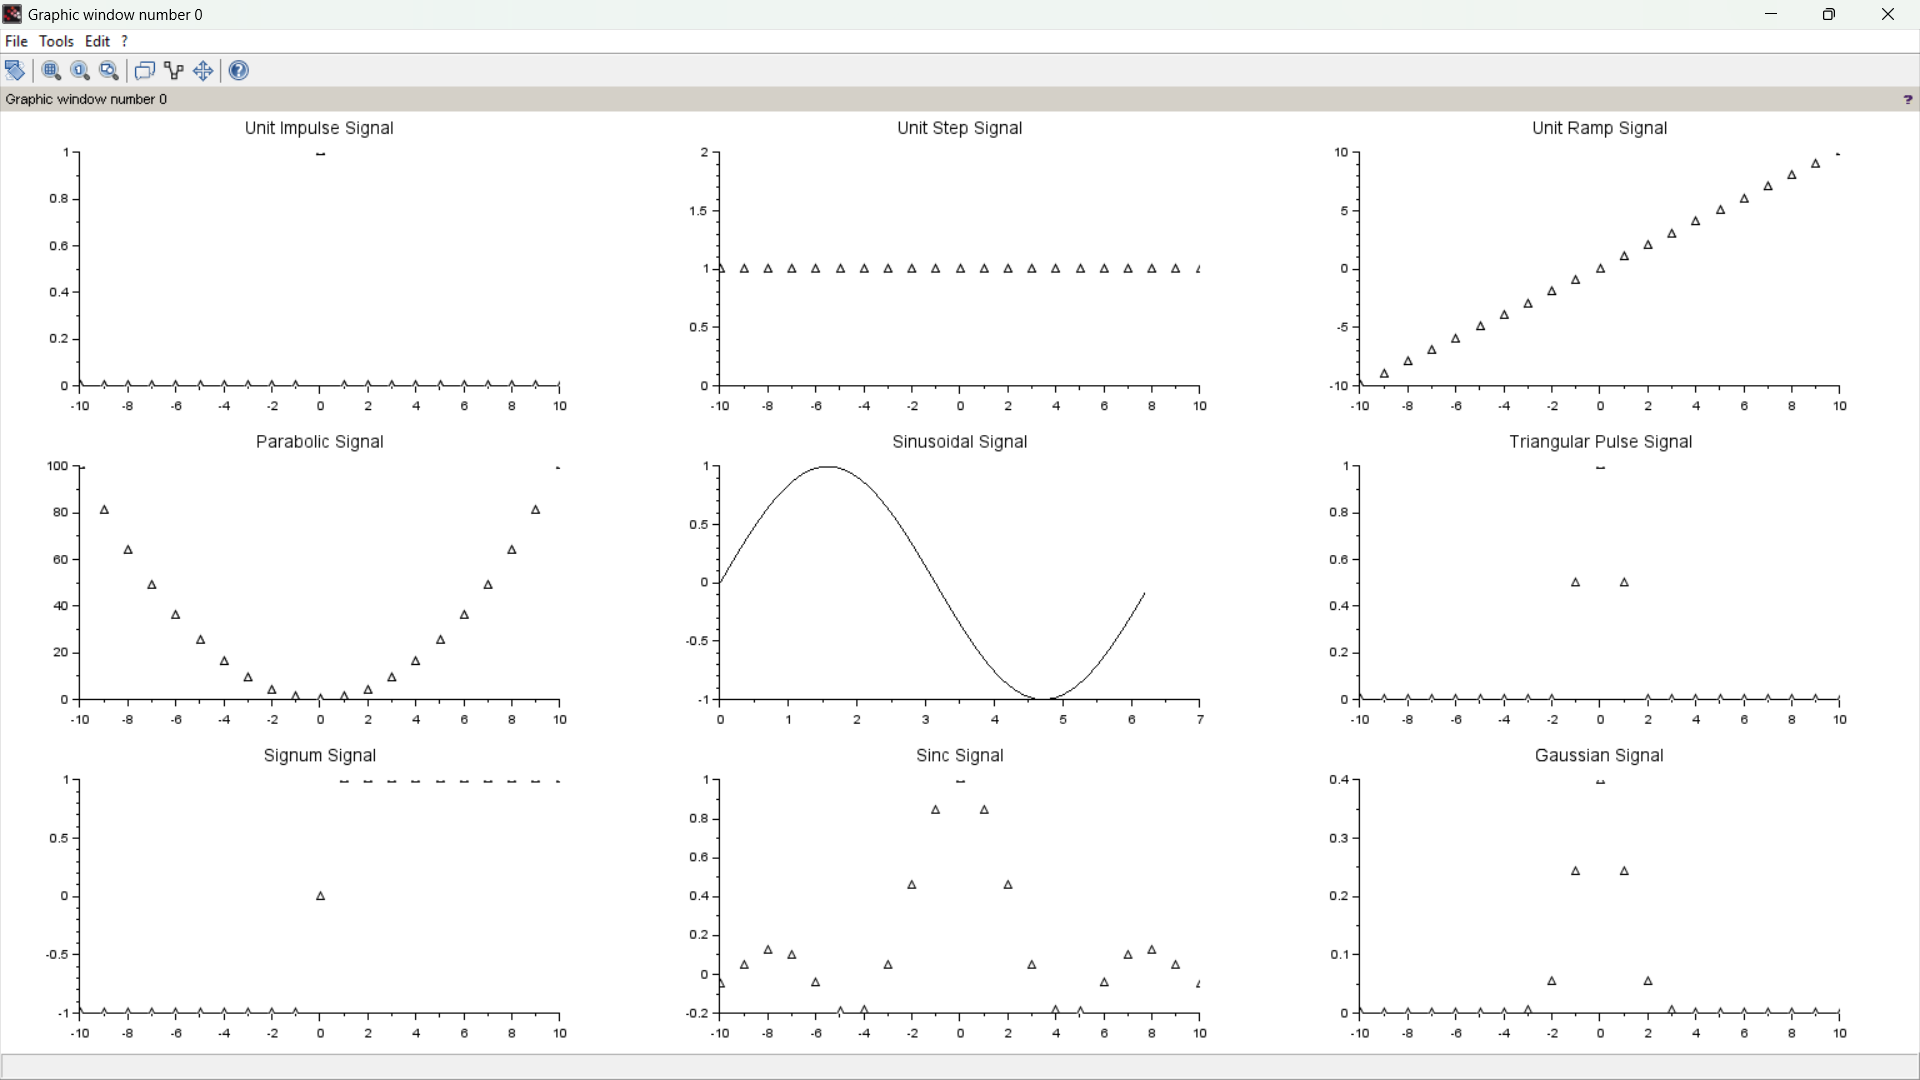 Graphic window number 0
File Tools Edit ?
Graphic window number 0 ?
Unit Impulse Signal
1
0.8
0.6
0.4
0.2
0
-10 -8 -6 -4 -2 0 2 4 6 8 10
Unit Step Signal
2
1.5
1
0.5
0
-10 -8 -6 -4 -2 0 2 4 6 8 10
Unit Ramp Signal
10
5
0
-5
-10
-10 -8 -6 -4 -2 0 2 4 6 8 10
Parabolic Signal
100
80
60
40
20
0
-10 -8 -6 -4 -2 0 2 4 6 8 10
Sinusoidal Signal
1
0.5
0
-0.5
-1
0 1 2 3 4 5 6 7
Triangular Pulse Signal
1
0.8
0.6
0.4
0.2
0
-10 -8 -6 -4 -2 0 2 4 6 8 10
Signum Signal
1
0.5
0
-0.5
-1
-10 -8 -6 -4 -2 0 2 4 6 8 10
Sinc Signal
1
0.8
0.6
0.4
0.2
0
-0.2
-10 -8 -6 -4 -2 0 2 4 6 8 10
Gaussian Signal
0.4
0.3
0.2
0.1
0
-10 -8 -6 -4 -2 0 2 4 6 8 10